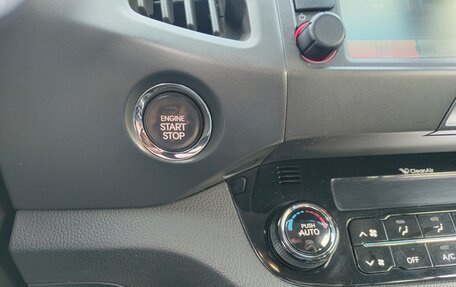 ENGINE
START
STOP
CleanAir
PUSH
AUTO
OFF
A/C